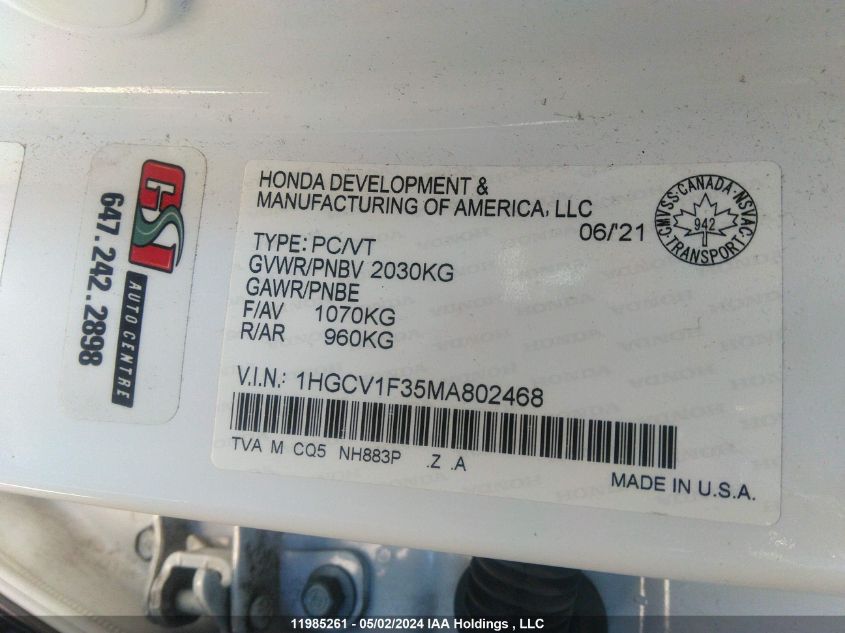 GSI
AUTO CENTRE
647.242.2898
HONDA DEVELOPMENT &
MANUFACTURING OF AMERICA, LLC
06/'21
CMVSS·CANADA·NSVAC·TRANSPORT
942
TYPE: PC/VT
GVWR/PNBV 2030KG
GAWR/PNBE
F/AV 1070KG
R/AR 960KG
V.I.N.: 1HGCV1F35MA802468
TVA M CQ5 NH883P .Z .A
MADE IN U.S.A.
11985261 - 05/02/2024 IAA Holdings , LLC